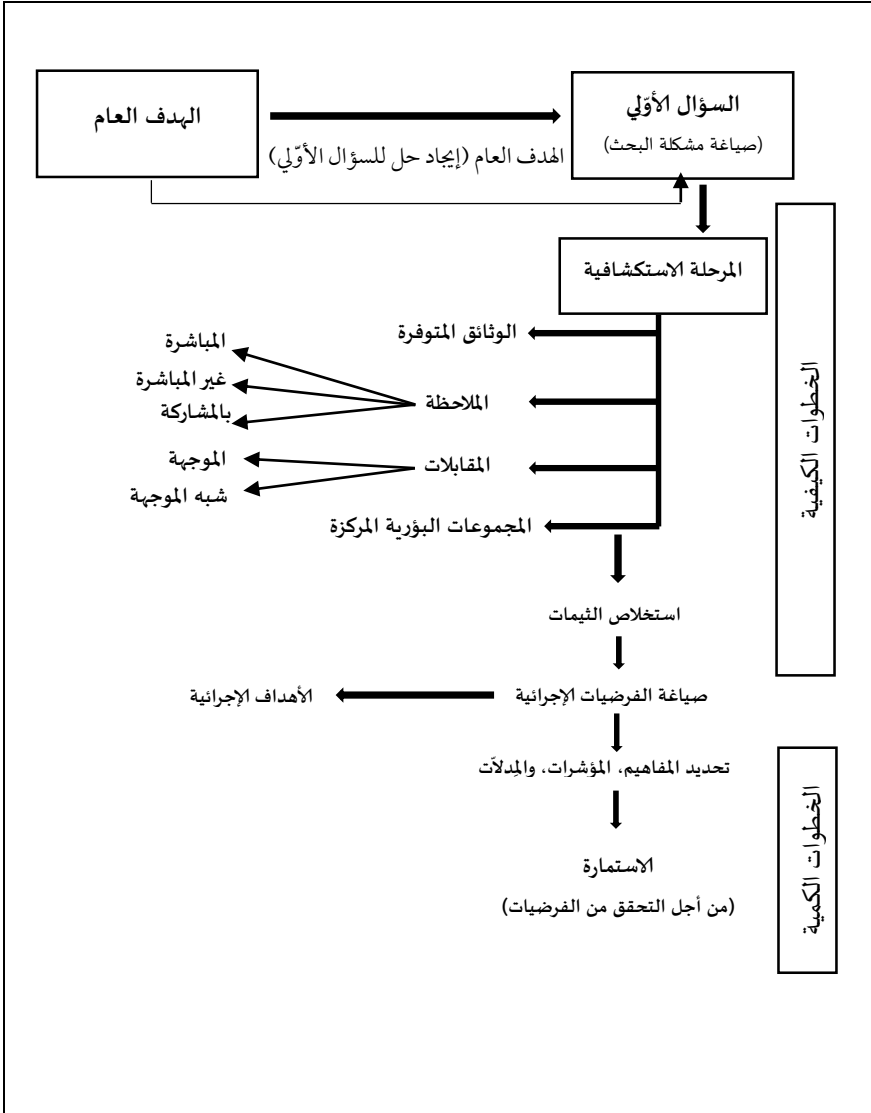 السؤال الأوّلي
(صياغة مشكلة البحث)
الهدف العام
الهدف العام (إيجاد حل للسؤال الأوّلي)
الخطوات الكيفية
المرحلة الاستكشافية
الوثائق المتوفرة
الملاحظة
المباشرة
غير المباشرة
بالمشاركة
المقابلات
الموجهة
شبه الموجهة
المجموعات البؤرية المركزة
استخلاص الثيمات
صياغة الفرضيات الإجرائية
الأهداف الإجرائية
الخطوات الكمية
تحديد المفاهيم، المؤشرات، والمِدلاّت
الاستمارة
(من أجل التحقق من الفرضيات)